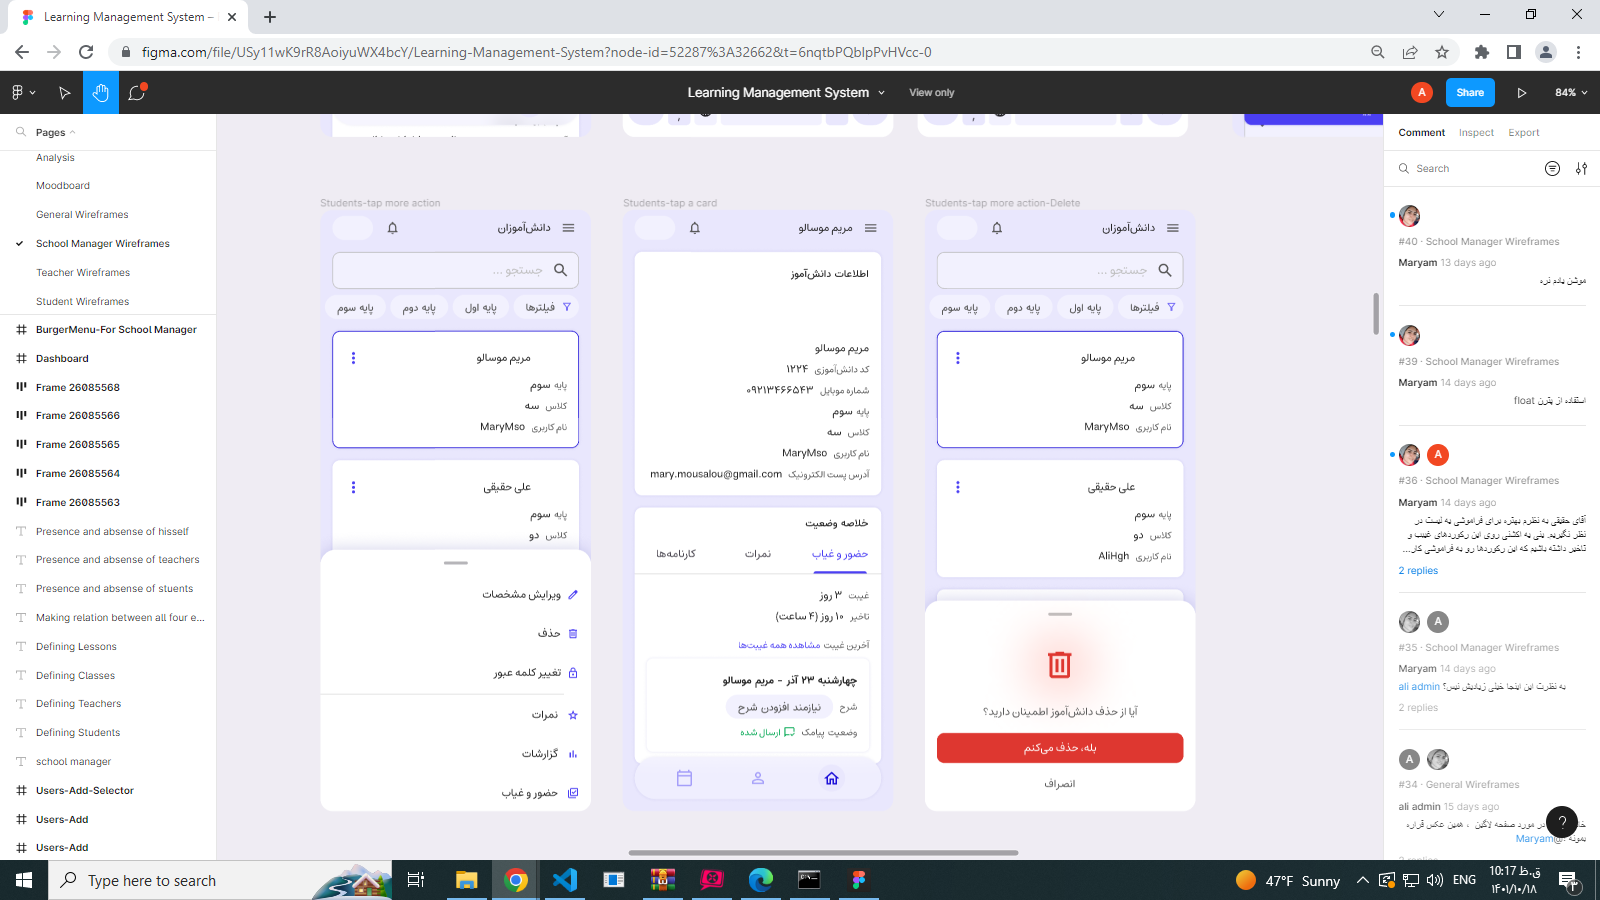 Learning Management System –
figma.com/file/USy11wK9rR8AoiyuWX4bcY/Learning-Management-System?node-id=52287%3A32662&t=6nqtbPQblpPvHVcc-0
Learning Management System
View only
A
Share
84%
Pages
Analysis
Moodboard
General Wireframes
School Manager Wireframes
Teacher Wireframes
Student Wireframes
BurgerMenu-For School Manager
Dashboard
Frame 26085568
Frame 26085566
Frame 26085565
Frame 26085564
Frame 26085563
Presence and absense of hisself
Presence and absense of teachers
Presence and absense of stuents
Making relation between all four e...
Defining Lessons
Defining Classes
Defining Teachers
Defining Students
school manager
Users-Add-Selector
Users-Add
Users-Add
Students-tap more action
دانش‌آموزان
جستجو ...
فیلترها
پایه اول
پایه دوم
پایه سوم
مریم موسالو
پایه سوم
کلاس سه
نام کاربری MaryMso
علی حقیقی
پایه سوم
کلاس دو
ویرایش مشخصات
حذف
تغییر کلمه عبور
نمرات
گزارشات
حضور و غیاب
Students-tap a card
مریم موسالو
اطلاعات دانش‌آموز
مریم موسالو
کد دانش‌آموزی ۱۲۲۴
شماره موبایل ۰۹۲۱۳۴۶۶۵۴۳
پایه سوم
کلاس سه
نام کاربری MaryMso
آدرس پست الکترونیک mary.mousalou@gmail.com
خلاصه وضعیت
حضور و غیاب
نمرات
کارنامه‌ها
غیبت ۳ روز
تاخیر ۱۰ روز (۴ ساعت)
آخرین غیبت مشاهده همه غیبت‌ها
چهارشنبه ۲۳ آذر - مریم موسالو
شرح نیازمند افزودن شرح
وضعیت پیامک ارسال شده
Students-tap more action-Delete
دانش‌آموزان
جستجو ...
فیلترها
پایه اول
پایه دوم
پایه سوم
مریم موسالو
پایه سوم
کلاس سه
نام کاربری MaryMso
علی حقیقی
پایه سوم
کلاس دو
نام کاربری AliHgh
آیا از حذف دانش‌آموز اطمینان دارید؟
بله، حذف می‌کنم
انصراف
Comment
Inspect
Export
Search
#40 · School Manager Wireframes
Maryam 13 days ago
موشن یادم نره
#39 · School Manager Wireframes
Maryam 14 days ago
استفاده از پترن float
A
#36 · School Manager Wireframes
Maryam 14 days ago
آقای حقیقی به نظرم بهتره برای فراموشی یه لیست در
نظر نگیریم. ینی یه اکشنی روی این رکوردهای غیبت و
تاخیر داشته باشیم که این رکوردها رو به فراموشی کار...
2 replies
A
#35 · School Manager Wireframes
Maryam 14 days ago
ali admin به نظرت این اینجا خیلی زیادیش نیس؟
2 replies
A
#34 · General Wireframes
ali admin 15 days ago
در مورد صفحه لاگین ، همین عکس قراره
بمونه @Maryam
?
Type here to search
47°F Sunny
ENG
10:17 ق.ظ
۱۴۰۱/۱۰/۱۸
۳